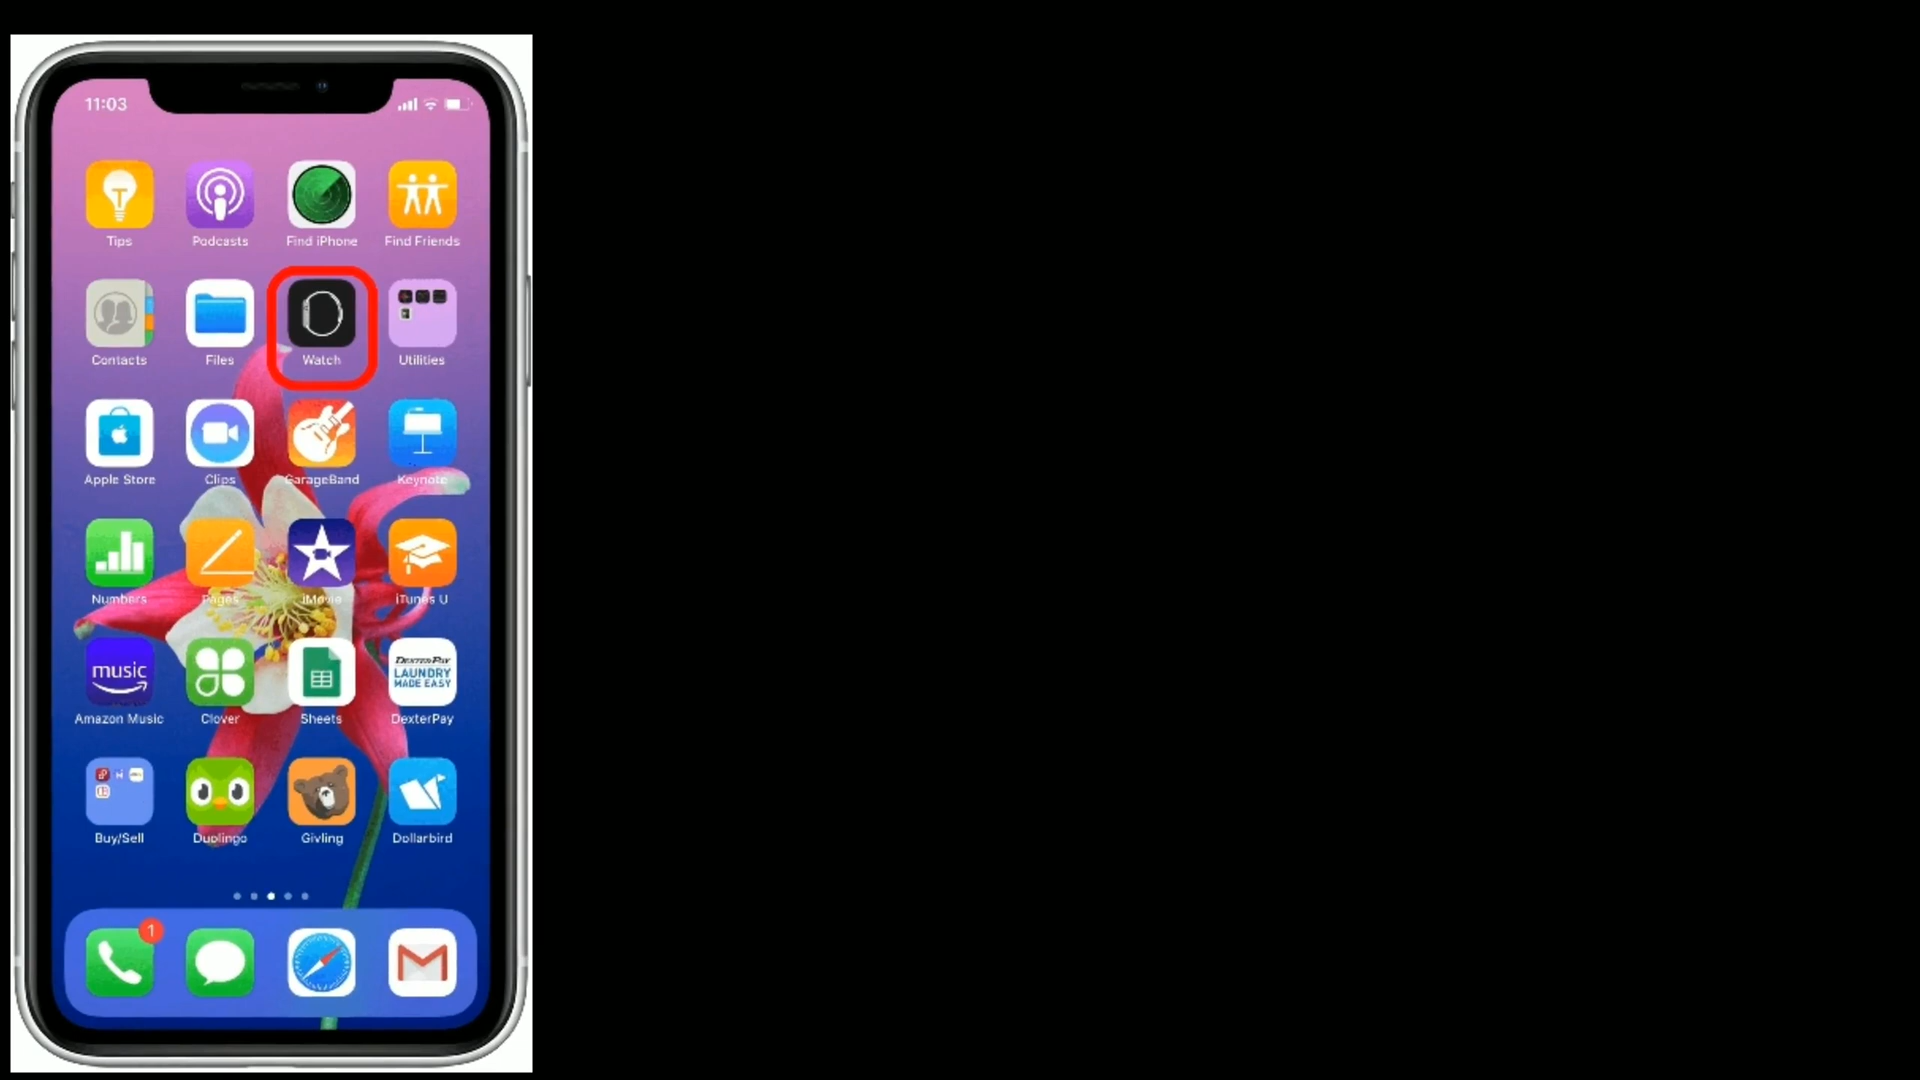 11:03
Tips Podcasts Find iPhone Find Friends
Contacts Files Watch Utilities
Apple Store Clips GarageBand Keynote
Numbers Pages iMovie iTunes U
music
DEXTERPAY
LAUNDRY
MADE EASY
Amazon Music Clover Sheets DexterPay
Buy/Sell Duolingo Givling Dollarbird
1